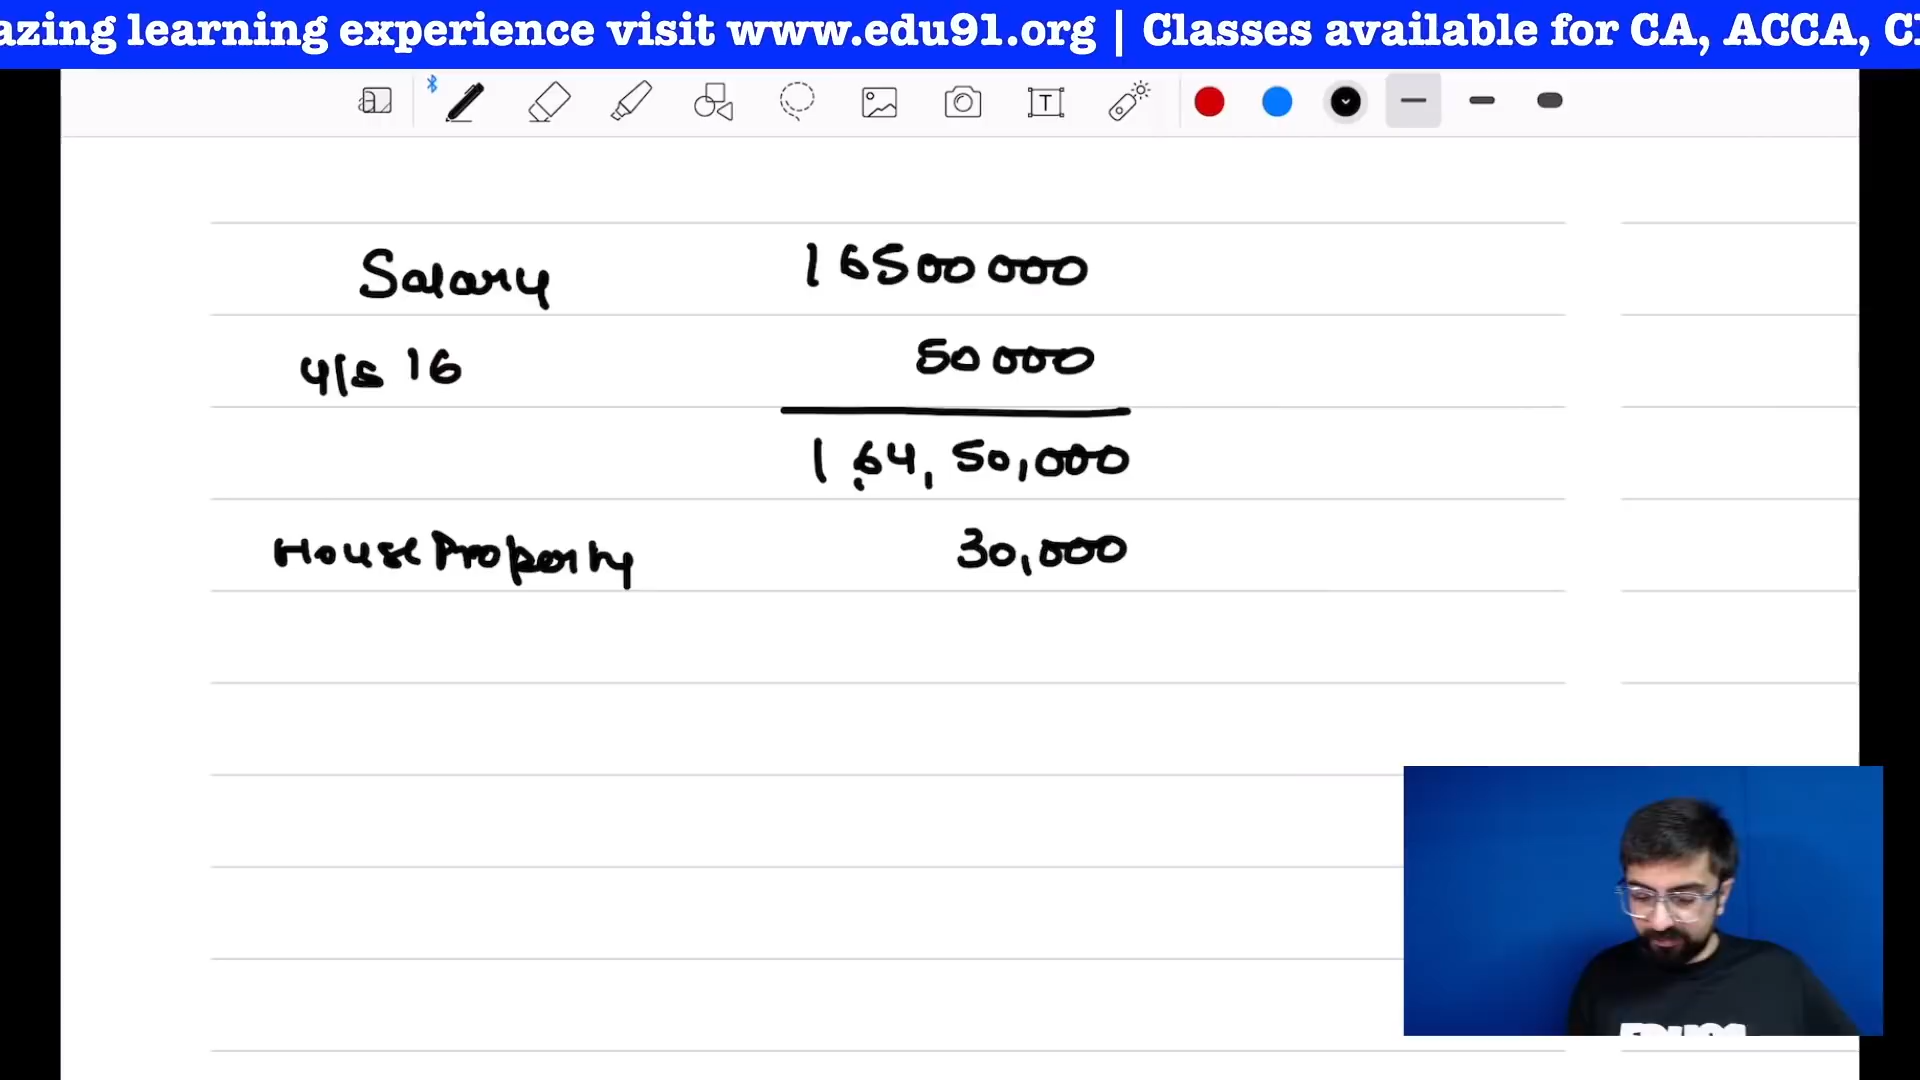 azing learning experience visit www.edu91.org | Classes available for CA, ACCA, C
T
Salary 16500000
u/s 16 50000
1,64,50,000
House Property 30,000